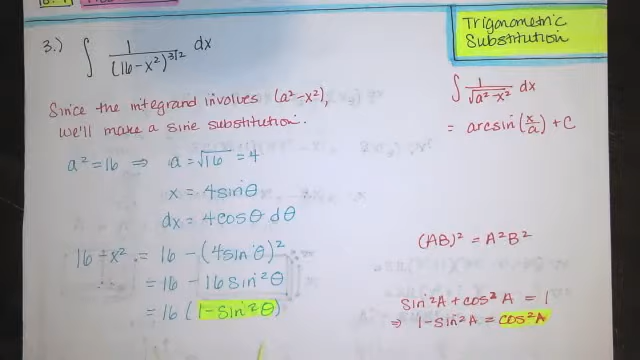 Trigonometric
Substitution
3.) ∫ 1/(16-x²)^3/2 dx
Since the integrand involves (a²-x²),
we'll make a sine substitution.
a² = 16 ⇒ a = √16 = 4
x = 4sinθ
dx = 4cosθ dθ
16-x² = 16 - (4sinθ)²
= 16 - 16sin²θ
= 16 (1-sin²θ)
∫ 1/√(a²-x²) dx
= arcsin(x/a) + C
(AB)² = A²B²
sin²A + cos²A = 1
⇒ 1-sin²A = cos²A